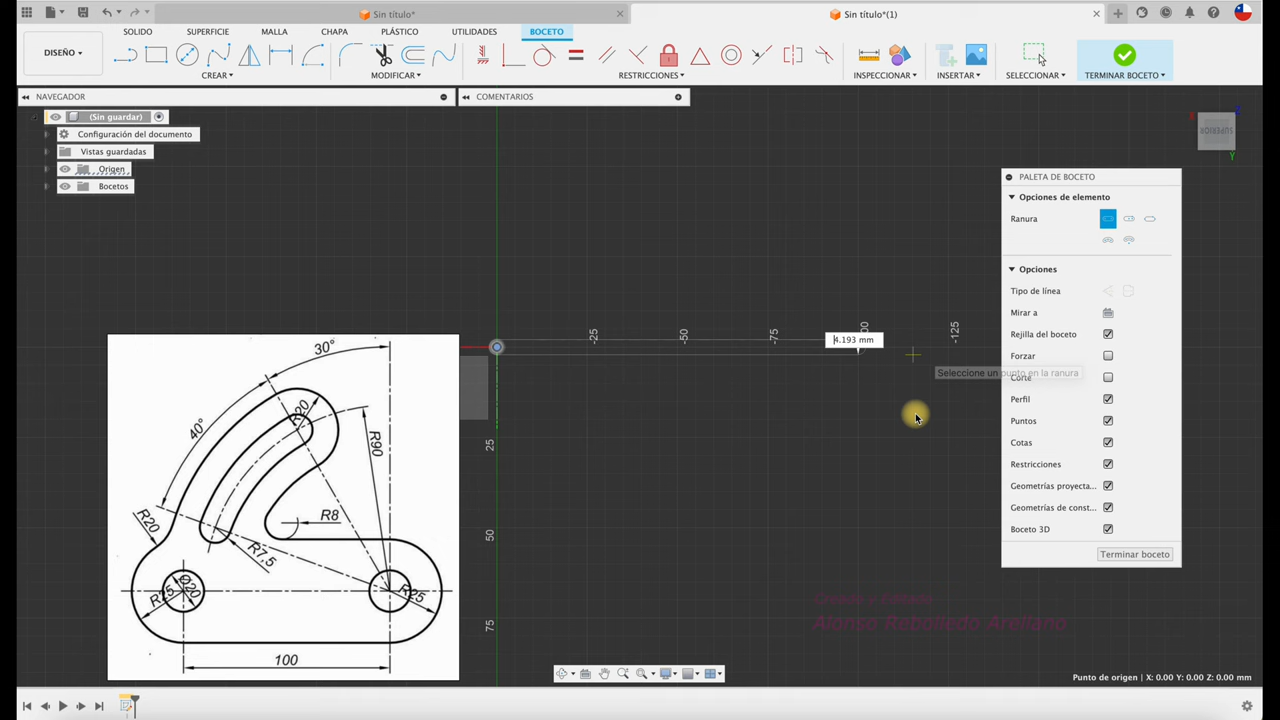 Sin título*
Sin título*(1)
DISEÑO
SOLIDO
SUPERFICIE
MALLA
CHAPA
PLÁSTICO
UTILIDADES
BOCETO
CREAR
MODIFICAR
RESTRICCIONES
INSPECCIONAR
INSERTAR
SELECCIONAR
TERMINAR BOCETO
NAVEGADOR
COMENTARIOS
(Sin guardar)
Configuración del documento
Vistas guardadas
Origen
Bocetos
SUPERIOR
X
Z
Y
PALETA DE BOCETO
Opciones de elemento
Ranura
Opciones
Tipo de línea
Mirar a
Rejilla del boceto
Forzar
Corte
Perfil
Puntos
Cotas
Restricciones
Geometrías proyecta...
Geometrías de const...
Boceto 3D
Terminar boceto
-25
-50
-75
-125
4.193 mm
Seleccione un punto en la ranura
25
50
75
30°
40°
R20
R90
R20
R8
R7,5
Ø20
R25
R25
100
Alonso Rebolledo Arellano
Punto de origen | X: 0.00 Y: 0.00 Z: 0.00 mm